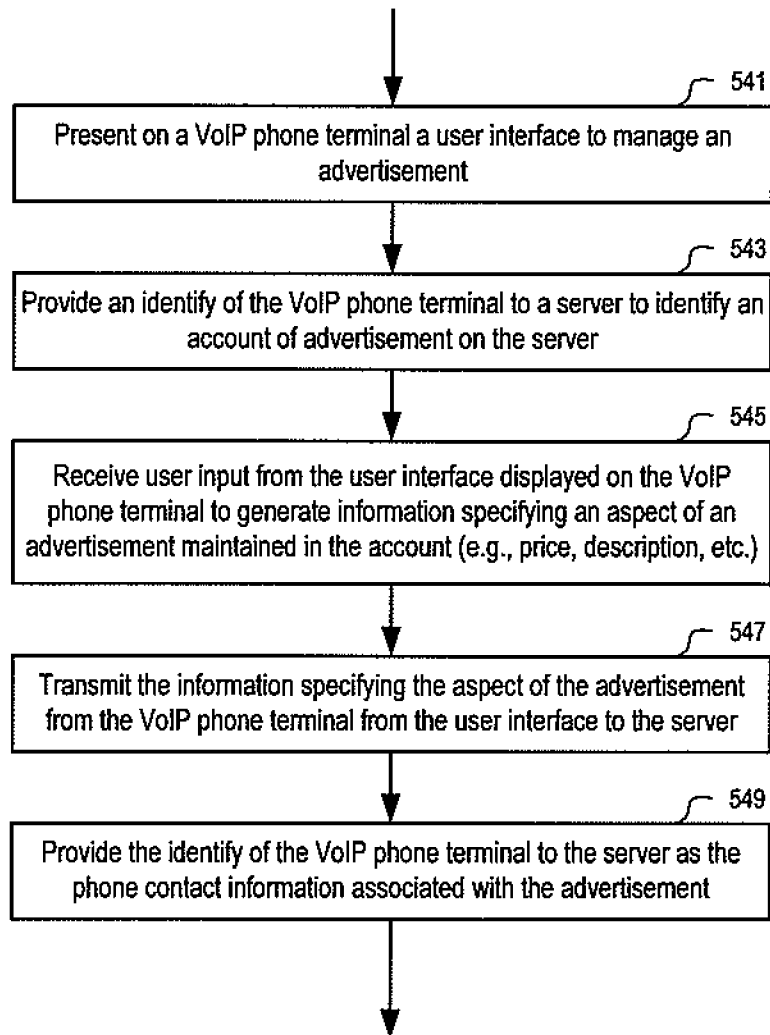 541
Present on a VoIP phone terminal a user interface to manage an
advertisement
543
Provide an identify of the VoIP phone terminal to a server to identify an
account of advertisement on the server
545
Receive user input from the user interface displayed on the VoIP
phone terminal to generate information specifying an aspect of an
advertisement maintained in the account (e.g., price, description, etc.)
547
Transmit the information specifying the aspect of the advertisement
from the VoIP phone terminal from the user interface to the server
549
Provide the identify of the VoIP phone terminal to the server as the
phone contact information associated with the advertisement